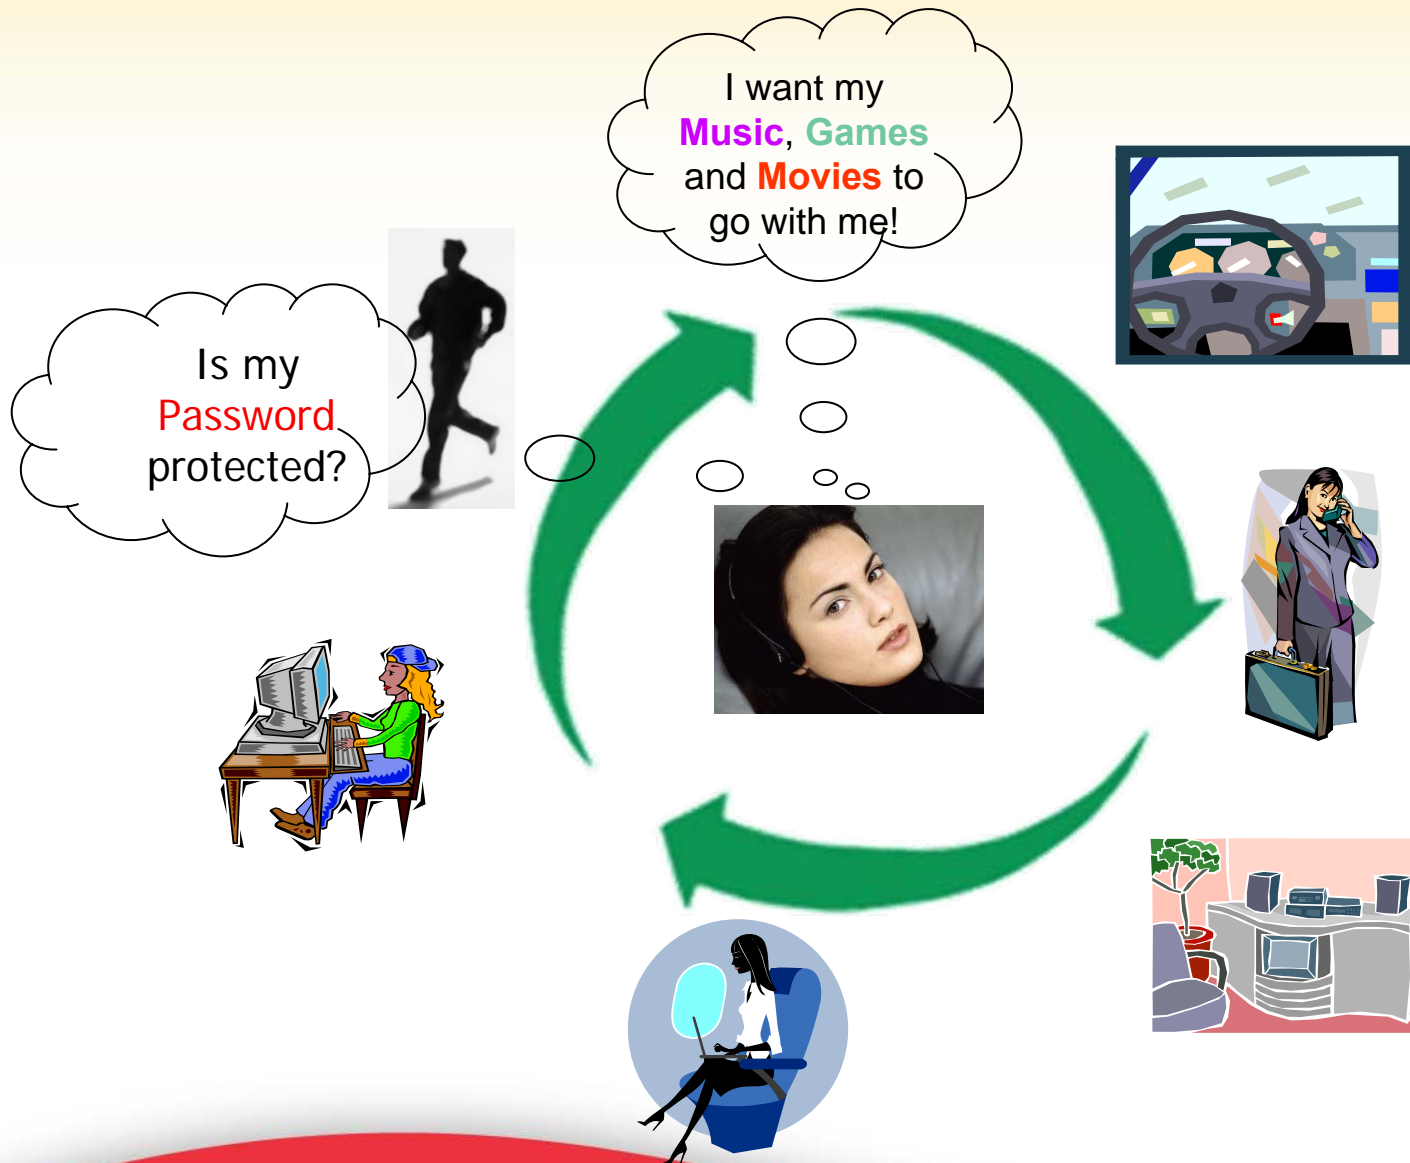 I want my
Music, Games
and Movies to
go with me!
Is my
Password
protected?